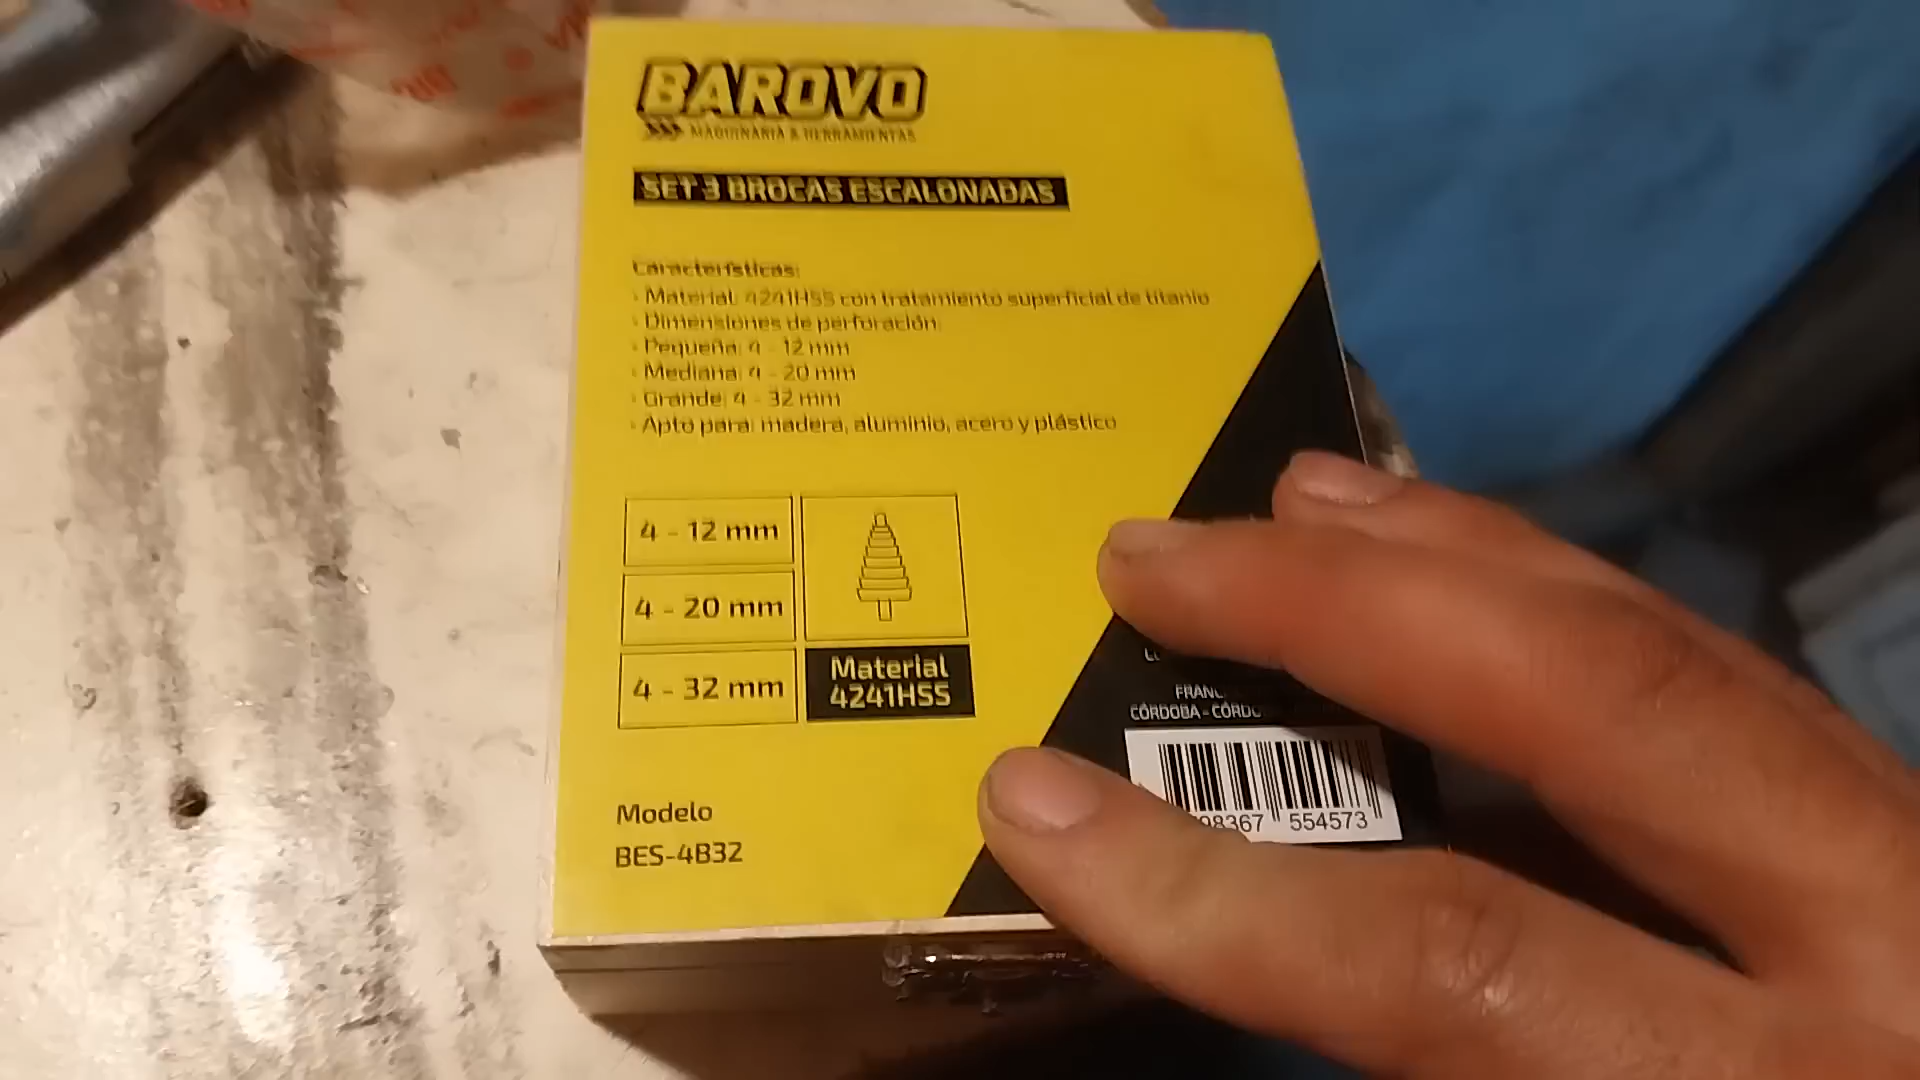 BAROVO
MAQUINARIA & HERRAMIENTAS
SET 3 BROCAS ESCALONADAS
Características:
- Material: 4241HSS con tratamiento superficial de titanio
- Dimensiones de perforación:
- Pequeña: 4 - 12 mm
- Mediana: 4 - 20 mm
- Grande: 4 - 32 mm
- Apto para: madera, aluminio, acero y plástico
4 - 12 mm
4 - 20 mm
4 - 32 mm
Material
4241HSS
CÓRDOBA -
554573
Modelo
BES-4B32